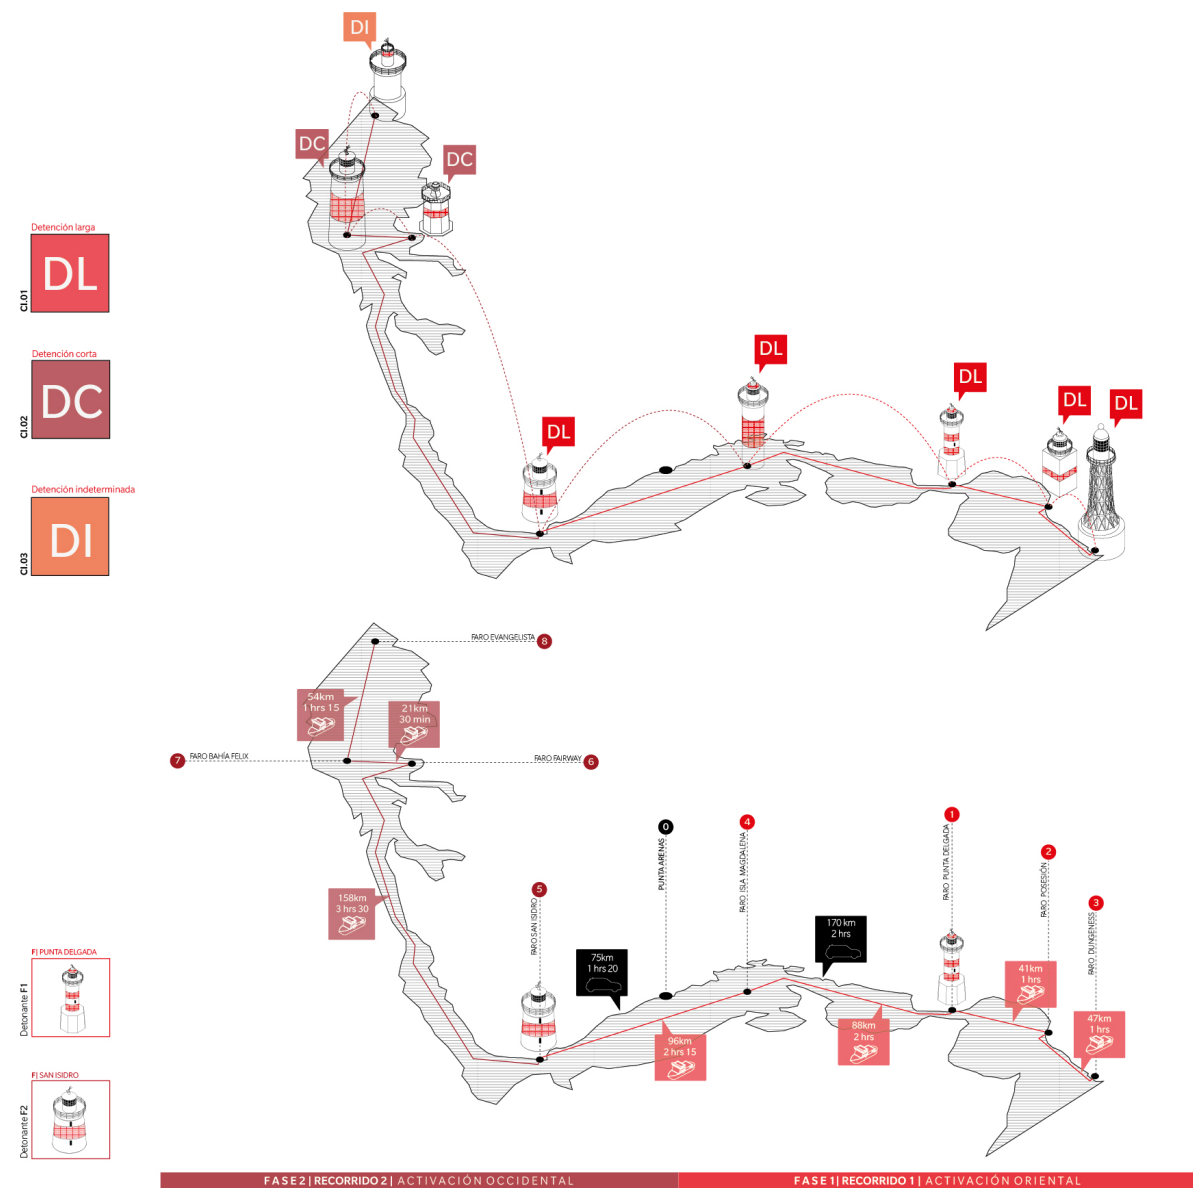 DI
DC
DC
Detención larga
DL
CI.01
Detención corta
DC
CI.02
Detención indeterminada
DI
CI.03
DL
DL
DL
DL
DL
FARO EVANGELISTA 8
54km
1 hrs 15
21km
30 min
7 FARO BAHÍA FELIX
FARO FAIRWAY 6
0
PUNTA ARENAS
4
FARO ISLA MAGDALENA
1
FARO PUNTA DELGADA
2
FARO POSESIÓN
3
FARO DUNGENESS
5
FARO SAN ISIDRO
158km
3 hrs 30
75km
1 hrs 20
170 km
2 hrs
41km
1 hrs
47km
1 hrs
88km
2 hrs
96km
2 hrs 15
F| PUNTA DELGADA
Detonante F1
F| SAN ISIDRO
Detonante F2
FASE 2 | RECORRIDO 2 | ACTIVACIÓN OCCIDENTAL
FASE 1 | RECORRIDO 1 | ACTIVACIÓN ORIENTAL